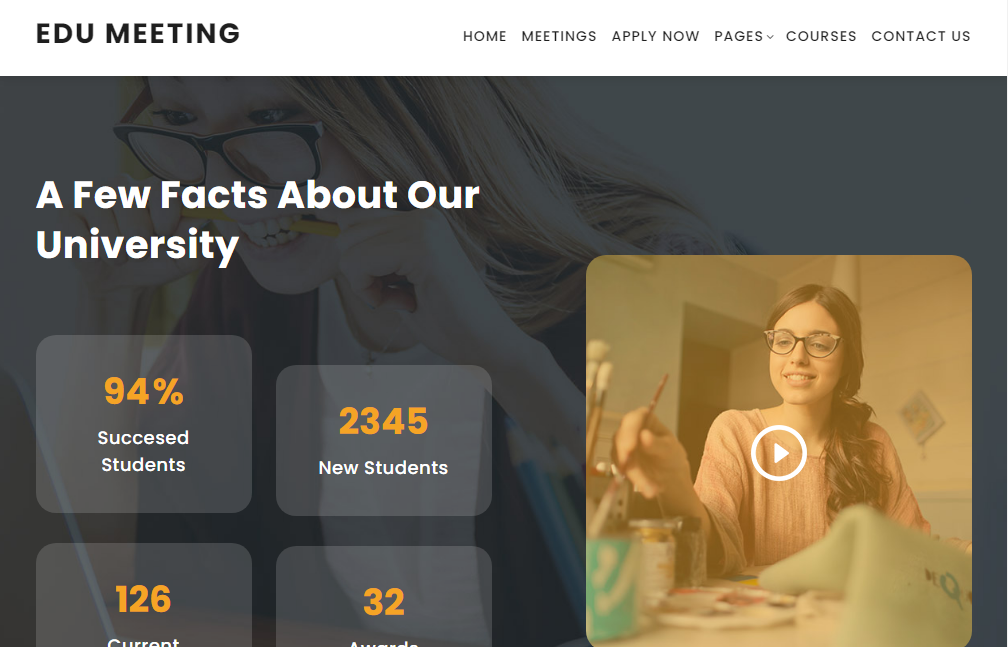 EDU MEETING
HOME MEETINGS APPLY NOW PAGES COURSES CONTACT US
A Few Facts About Our
University
94%
Succesed
Students
2345
New Students
126
Current
32
Awards